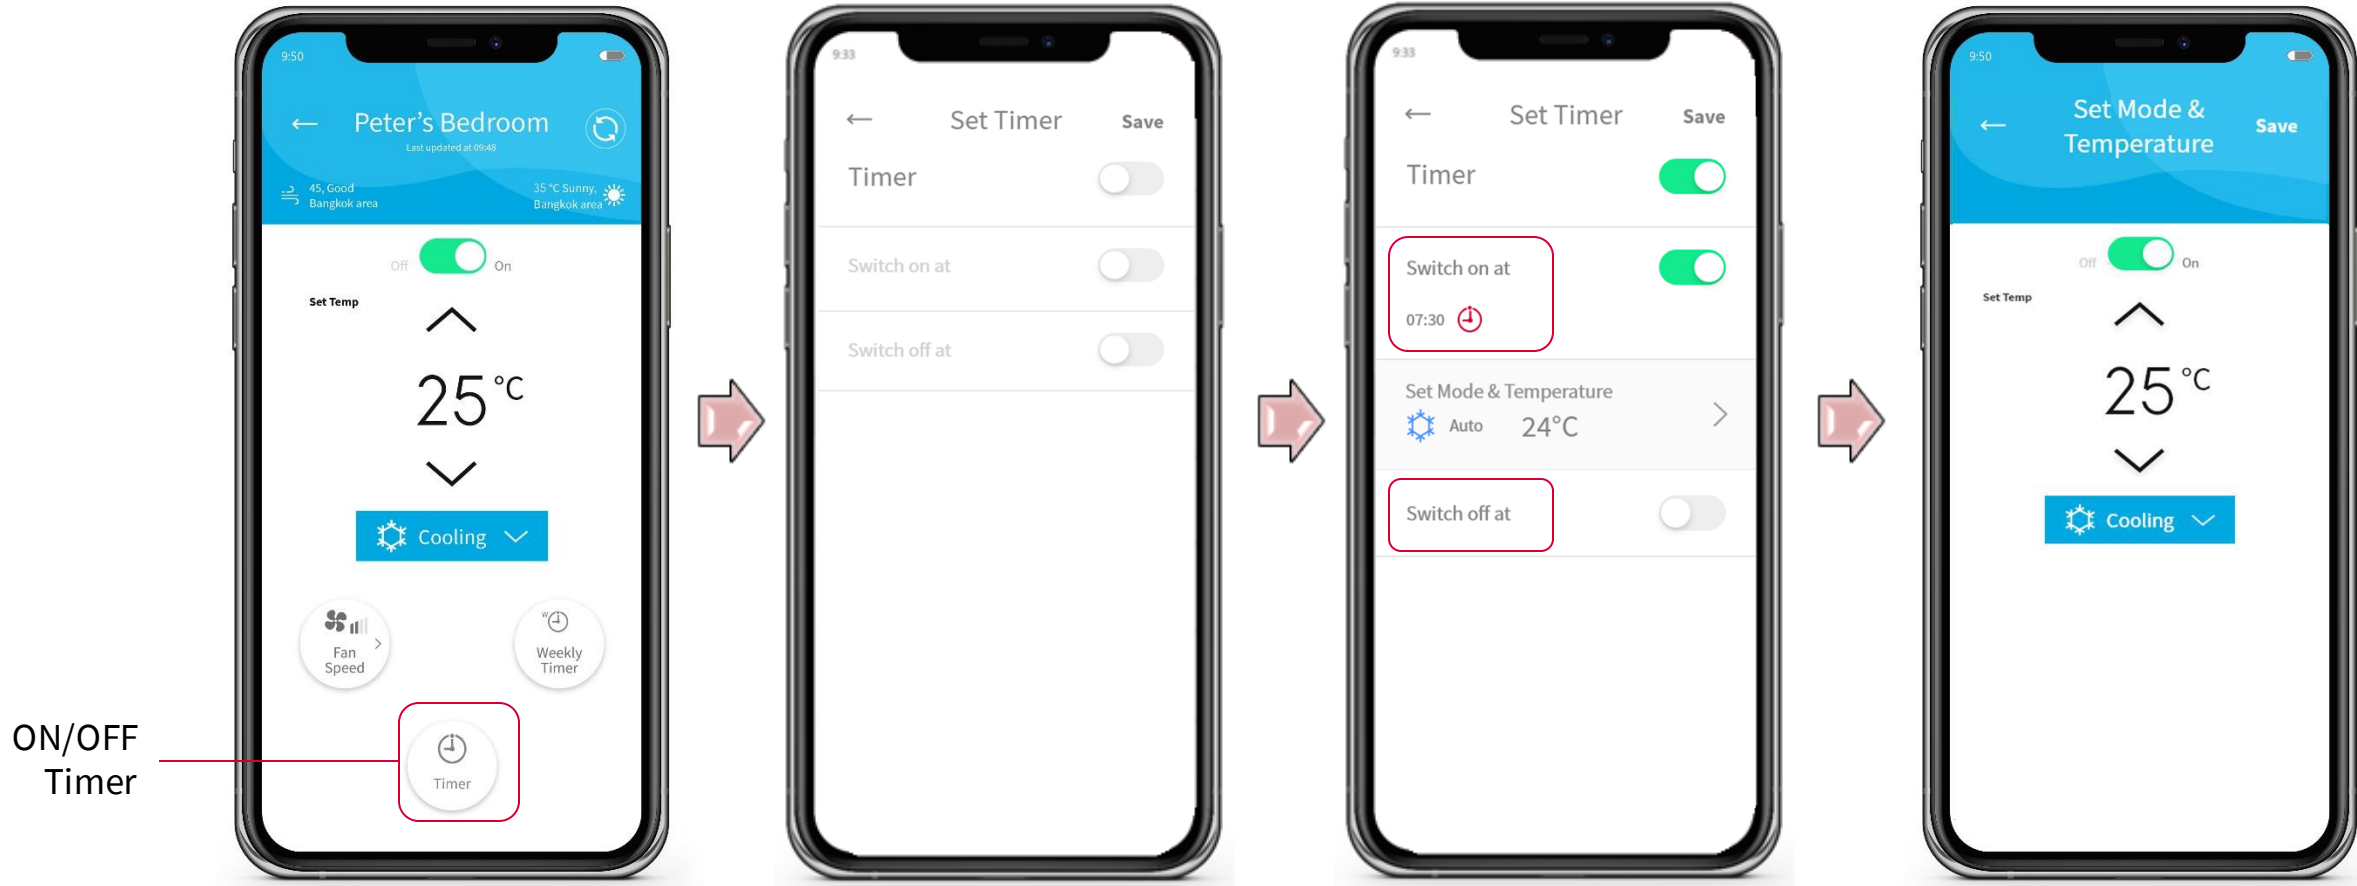 ON/OFF
Timer
9:50
Peter's Bedroom
Last updated at 09:48
45, Good
Bangkok area
35 °C Sunny,
Bangkok area
Off
On
Set Temp
25 °C
Cooling
Fan
Speed
W
Weekly
Timer
Timer
9:33
Set Timer
Save
Timer
Switch on at
Switch off at
9:33
Set Timer
Save
Timer
Switch on at
07:30
Set Mode & Temperature
Auto
24°C
Switch off at
9:50
Set Mode &
Temperature
Save
Off
On
Set Temp
25 °C
Cooling